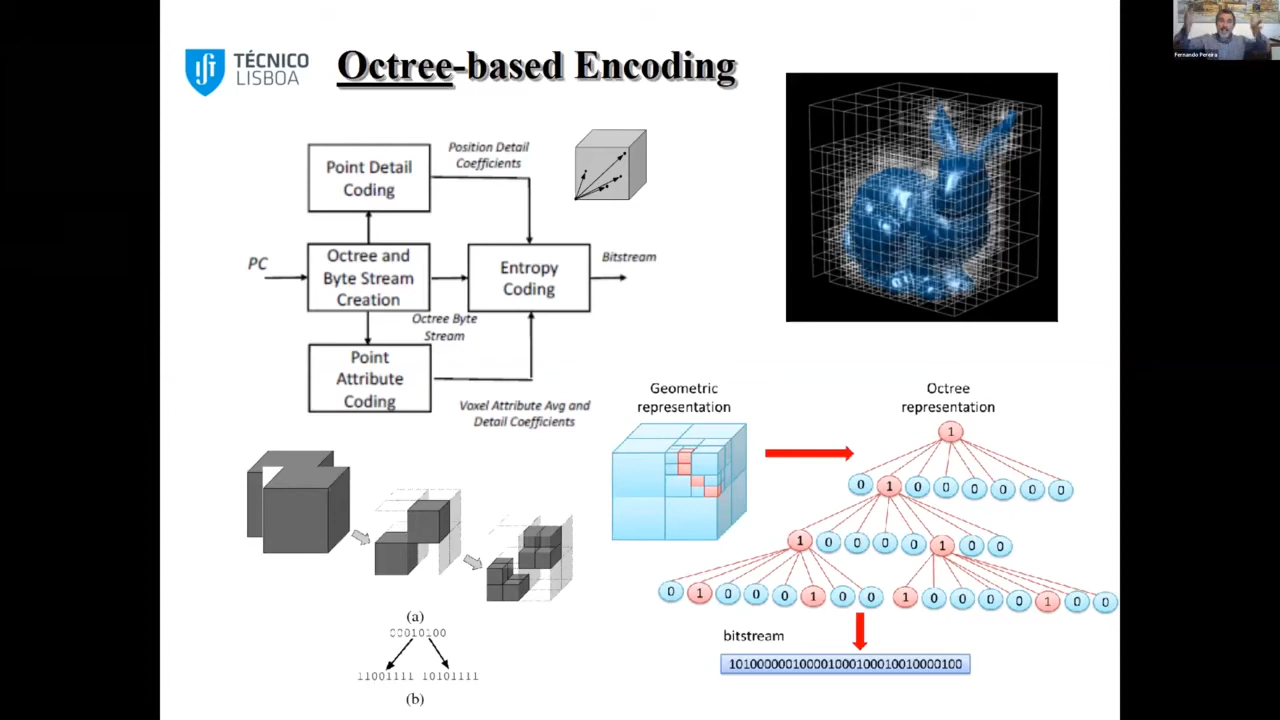 TÉCNICO
LISBOA
Octree-based Encoding
Fernando Pereira
Position Detail
Coefficients
Point Detail
Coding
PC
Octree and
Byte Stream
Creation
Entropy
Coding
Bitstream
Octree Byte
Stream
Point
Attribute
Coding
Voxel Attribute Avg and
Detail Coefficients
Geometric
representation
Octree
representation
1
0 1 0 0 0 0 0 0
1 0 0 0 0 1 0 0
0 1 0 0 0 1 0 0 1 0 0 0 0 1 0 0
bitstream
101000000100001000100010010000100
(a)
00010100
11001111 10101111
(b)